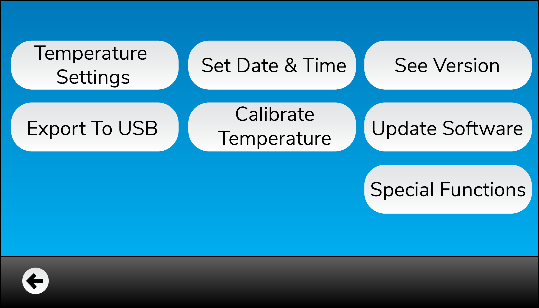 Temperature
Settings
Set Date & Time
See Version
Export To USB
Calibrate
Temperature
Update Software
Special Functions